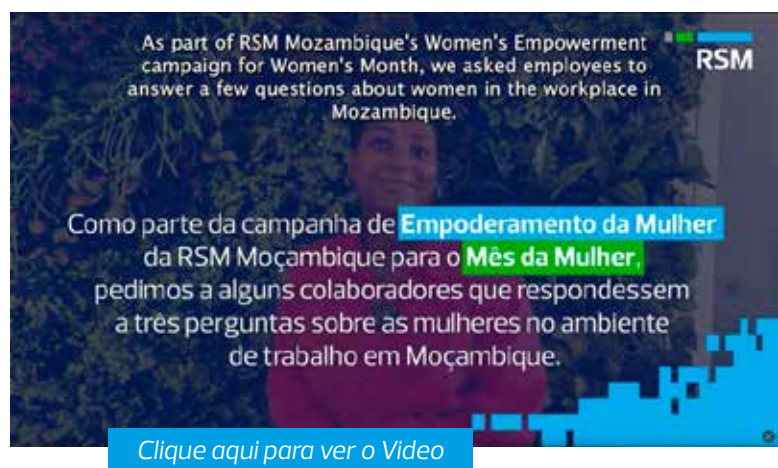 As part of RSM Mozambique's Women's Empowerment
campaign for Women's Month, we asked employees to
answer a few questions about women in the workplace in
Mozambique.
RSM
Como parte da campanha de Empoderamento da Mulher
da RSM Moçambique para o Mês da Mulher,
pedimos a alguns colaboradores que respondessem
a três perguntas sobre as mulheres no ambiente
de trabalho em Moçambique.
Clique aqui para ver o Video